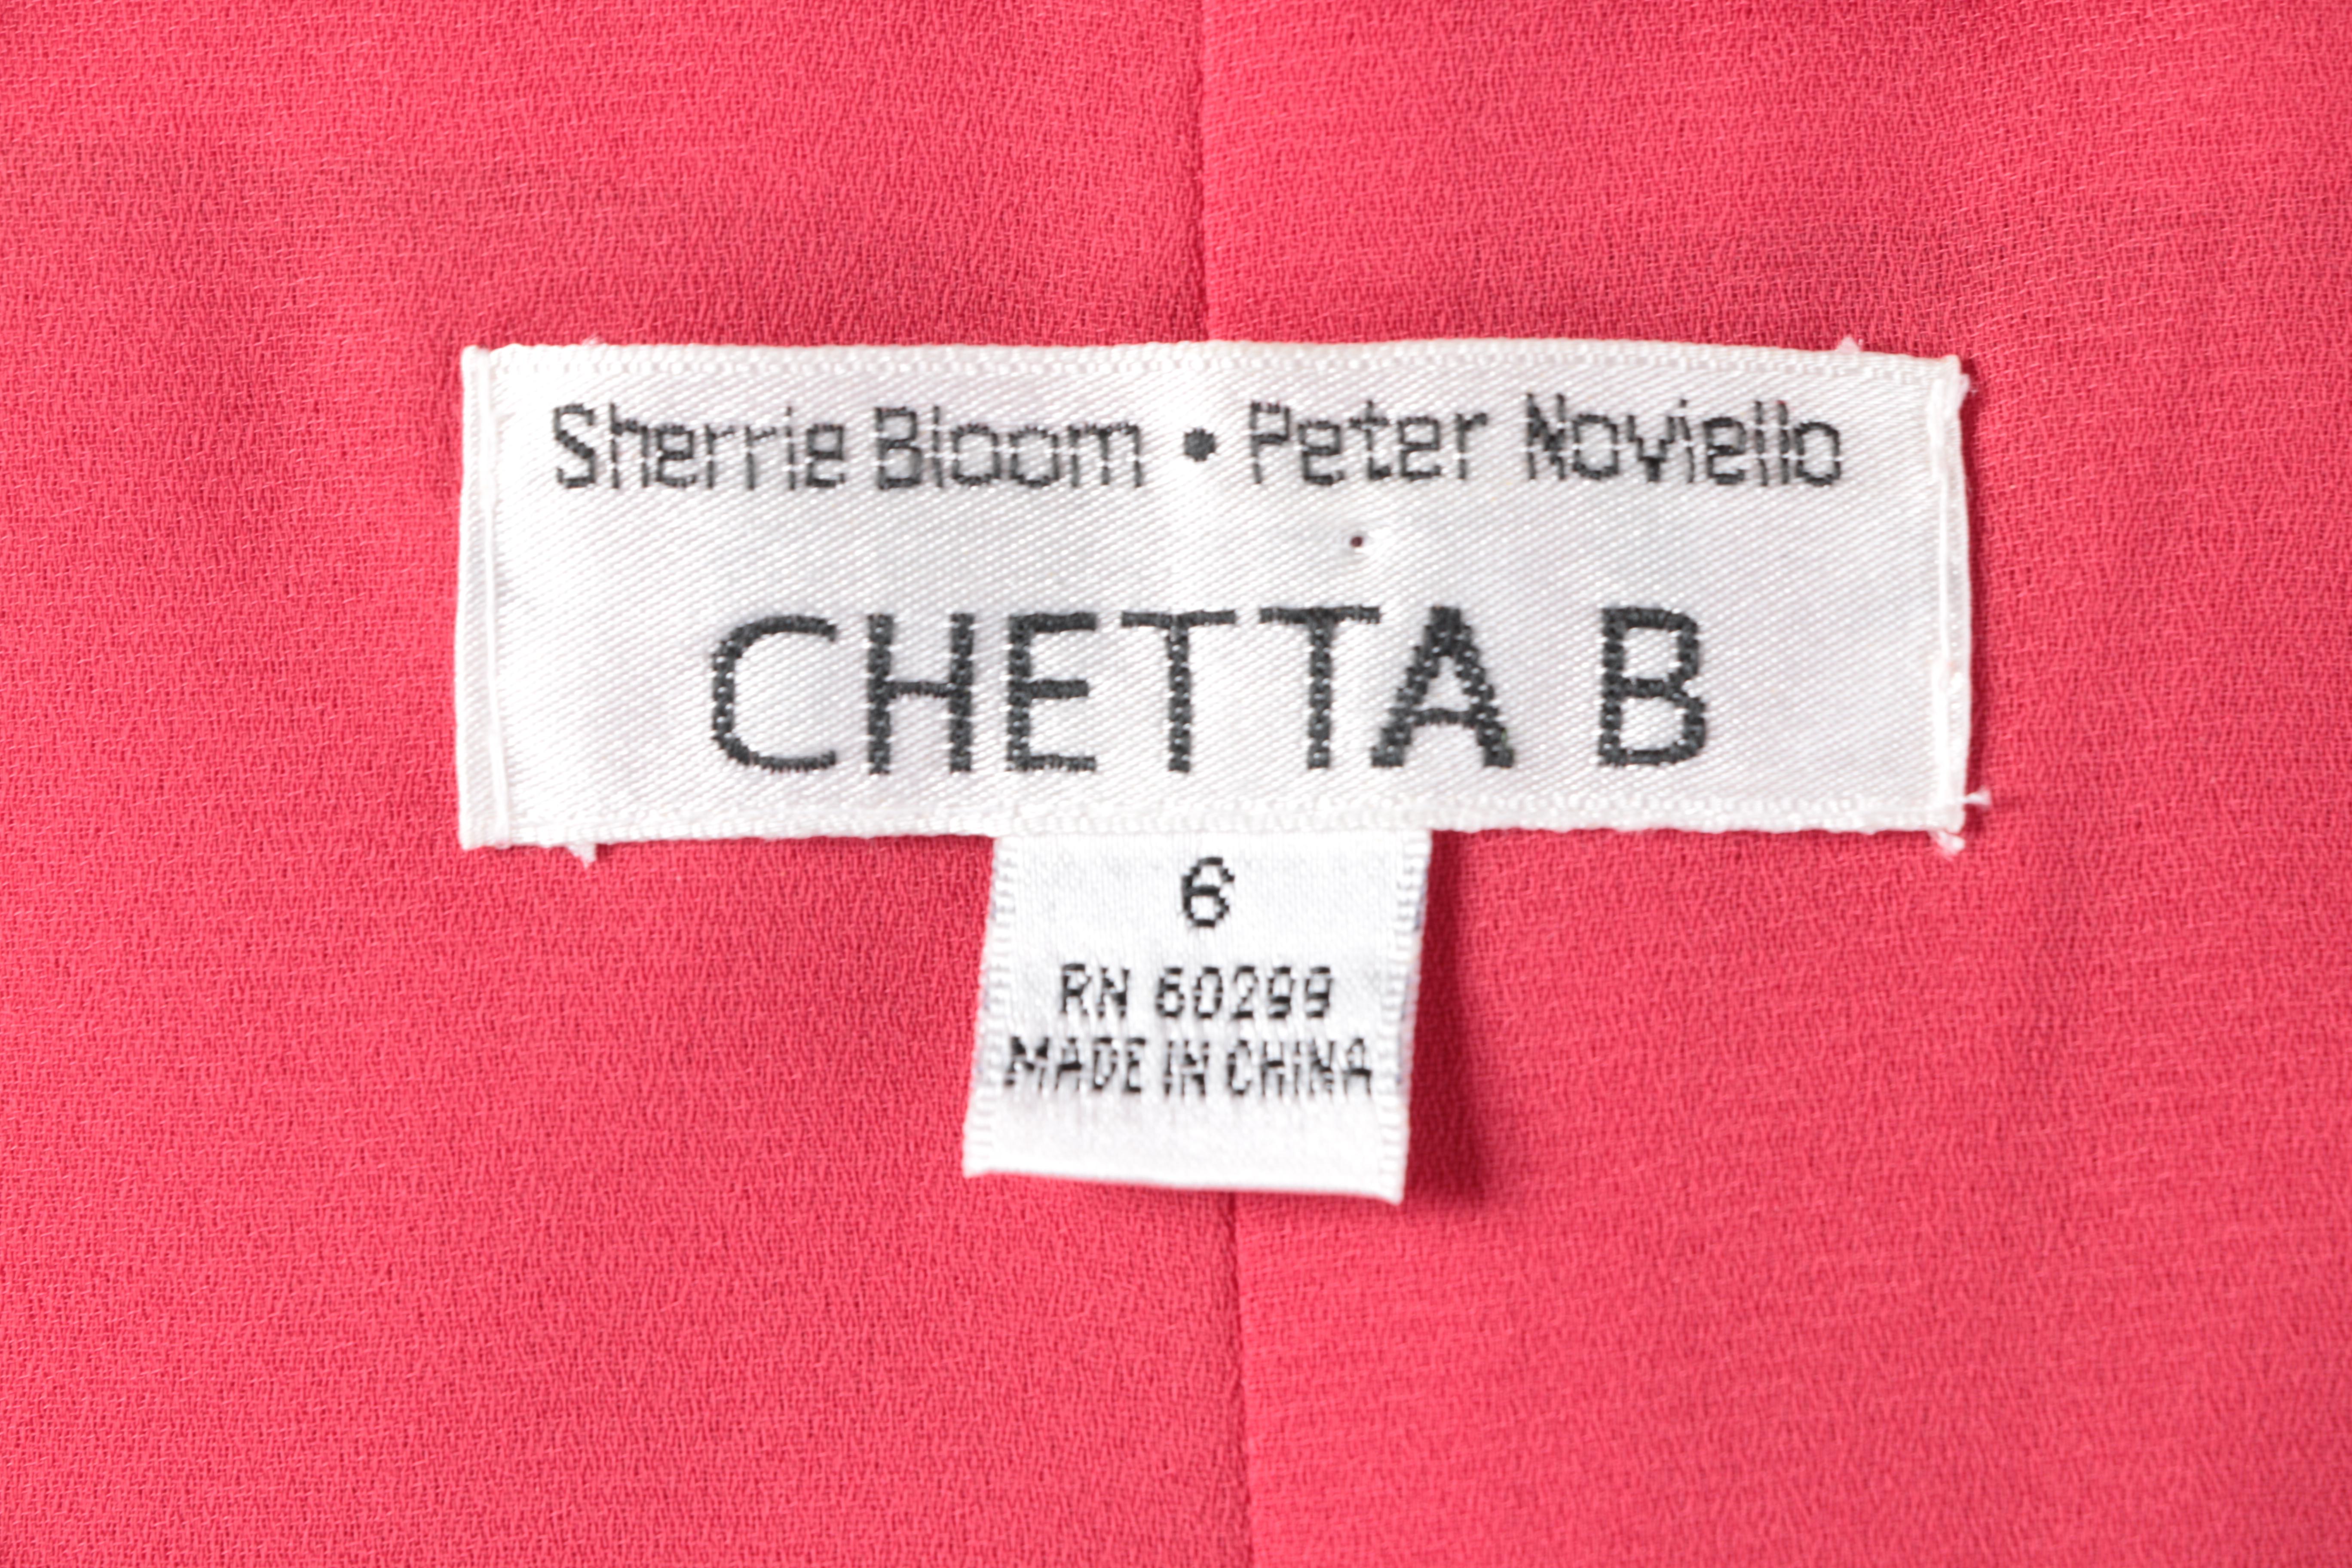 Sherrie Bloom • Peter Noviello
CHETTA B
6
RN 60299
MADE IN CHINA